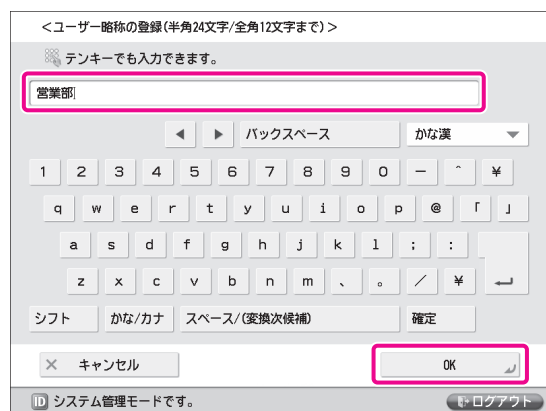 <ユーザー略称の登録(半角24文字/全角12文字まで)>
テンキーでも入力できます。
営業部
◀ ▶ バックスペース かな漢 ▼
1 2 3 4 5 6 7 8 9 0 - ^ ¥
q w e r t y u i o p @ 「 」
a s d f g h j k l ; :
z x c v b n m 、 。 / ¥ ↵
シフト かな/カナ スペース/(変換次候補) 確定
× キャンセル OK
ID システム管理モードです。 ログアウト